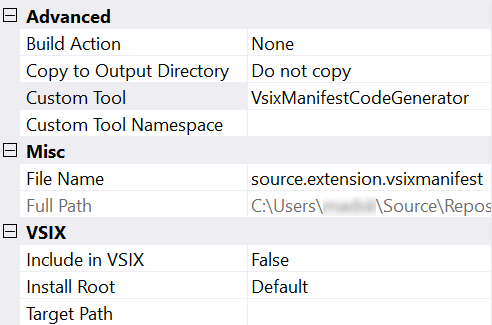 Advanced
Build Action None
Copy to Output Directory Do not copy
Custom Tool VsixManifestCodeGenerator
Custom Tool Namespace
Misc
File Name source.extension.vsixmanifest
Full Path C:\Users\ \Source\Repos
VSIX
Include in VSIX False
Install Root Default
Target Path